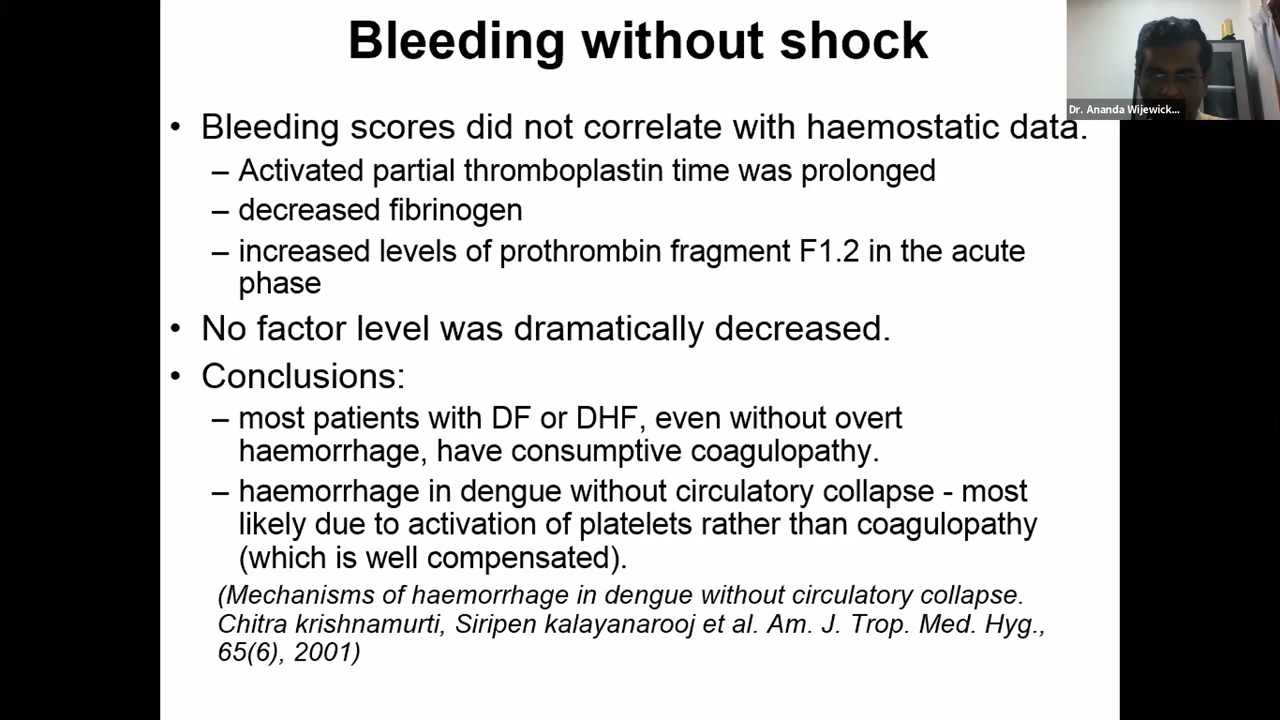 Bleeding without shock
Dr. Ananda Wijewick...
• Bleeding scores did not correlate with haemostatic data.
– Activated partial thromboplastin time was prolonged
– decreased fibrinogen
– increased levels of prothrombin fragment F1.2 in the acute
phase
• No factor level was dramatically decreased.
• Conclusions:
– most patients with DF or DHF, even without overt
haemorrhage, have consumptive coagulopathy.
– haemorrhage in dengue without circulatory collapse - most
likely due to activation of platelets rather than coagulopathy
(which is well compensated).
(Mechanisms of haemorrhage in dengue without circulatory collapse.
Chitra krishnamurti, Siripen kalayanarooj et al. Am. J. Trop. Med. Hyg.,
65(6), 2001)